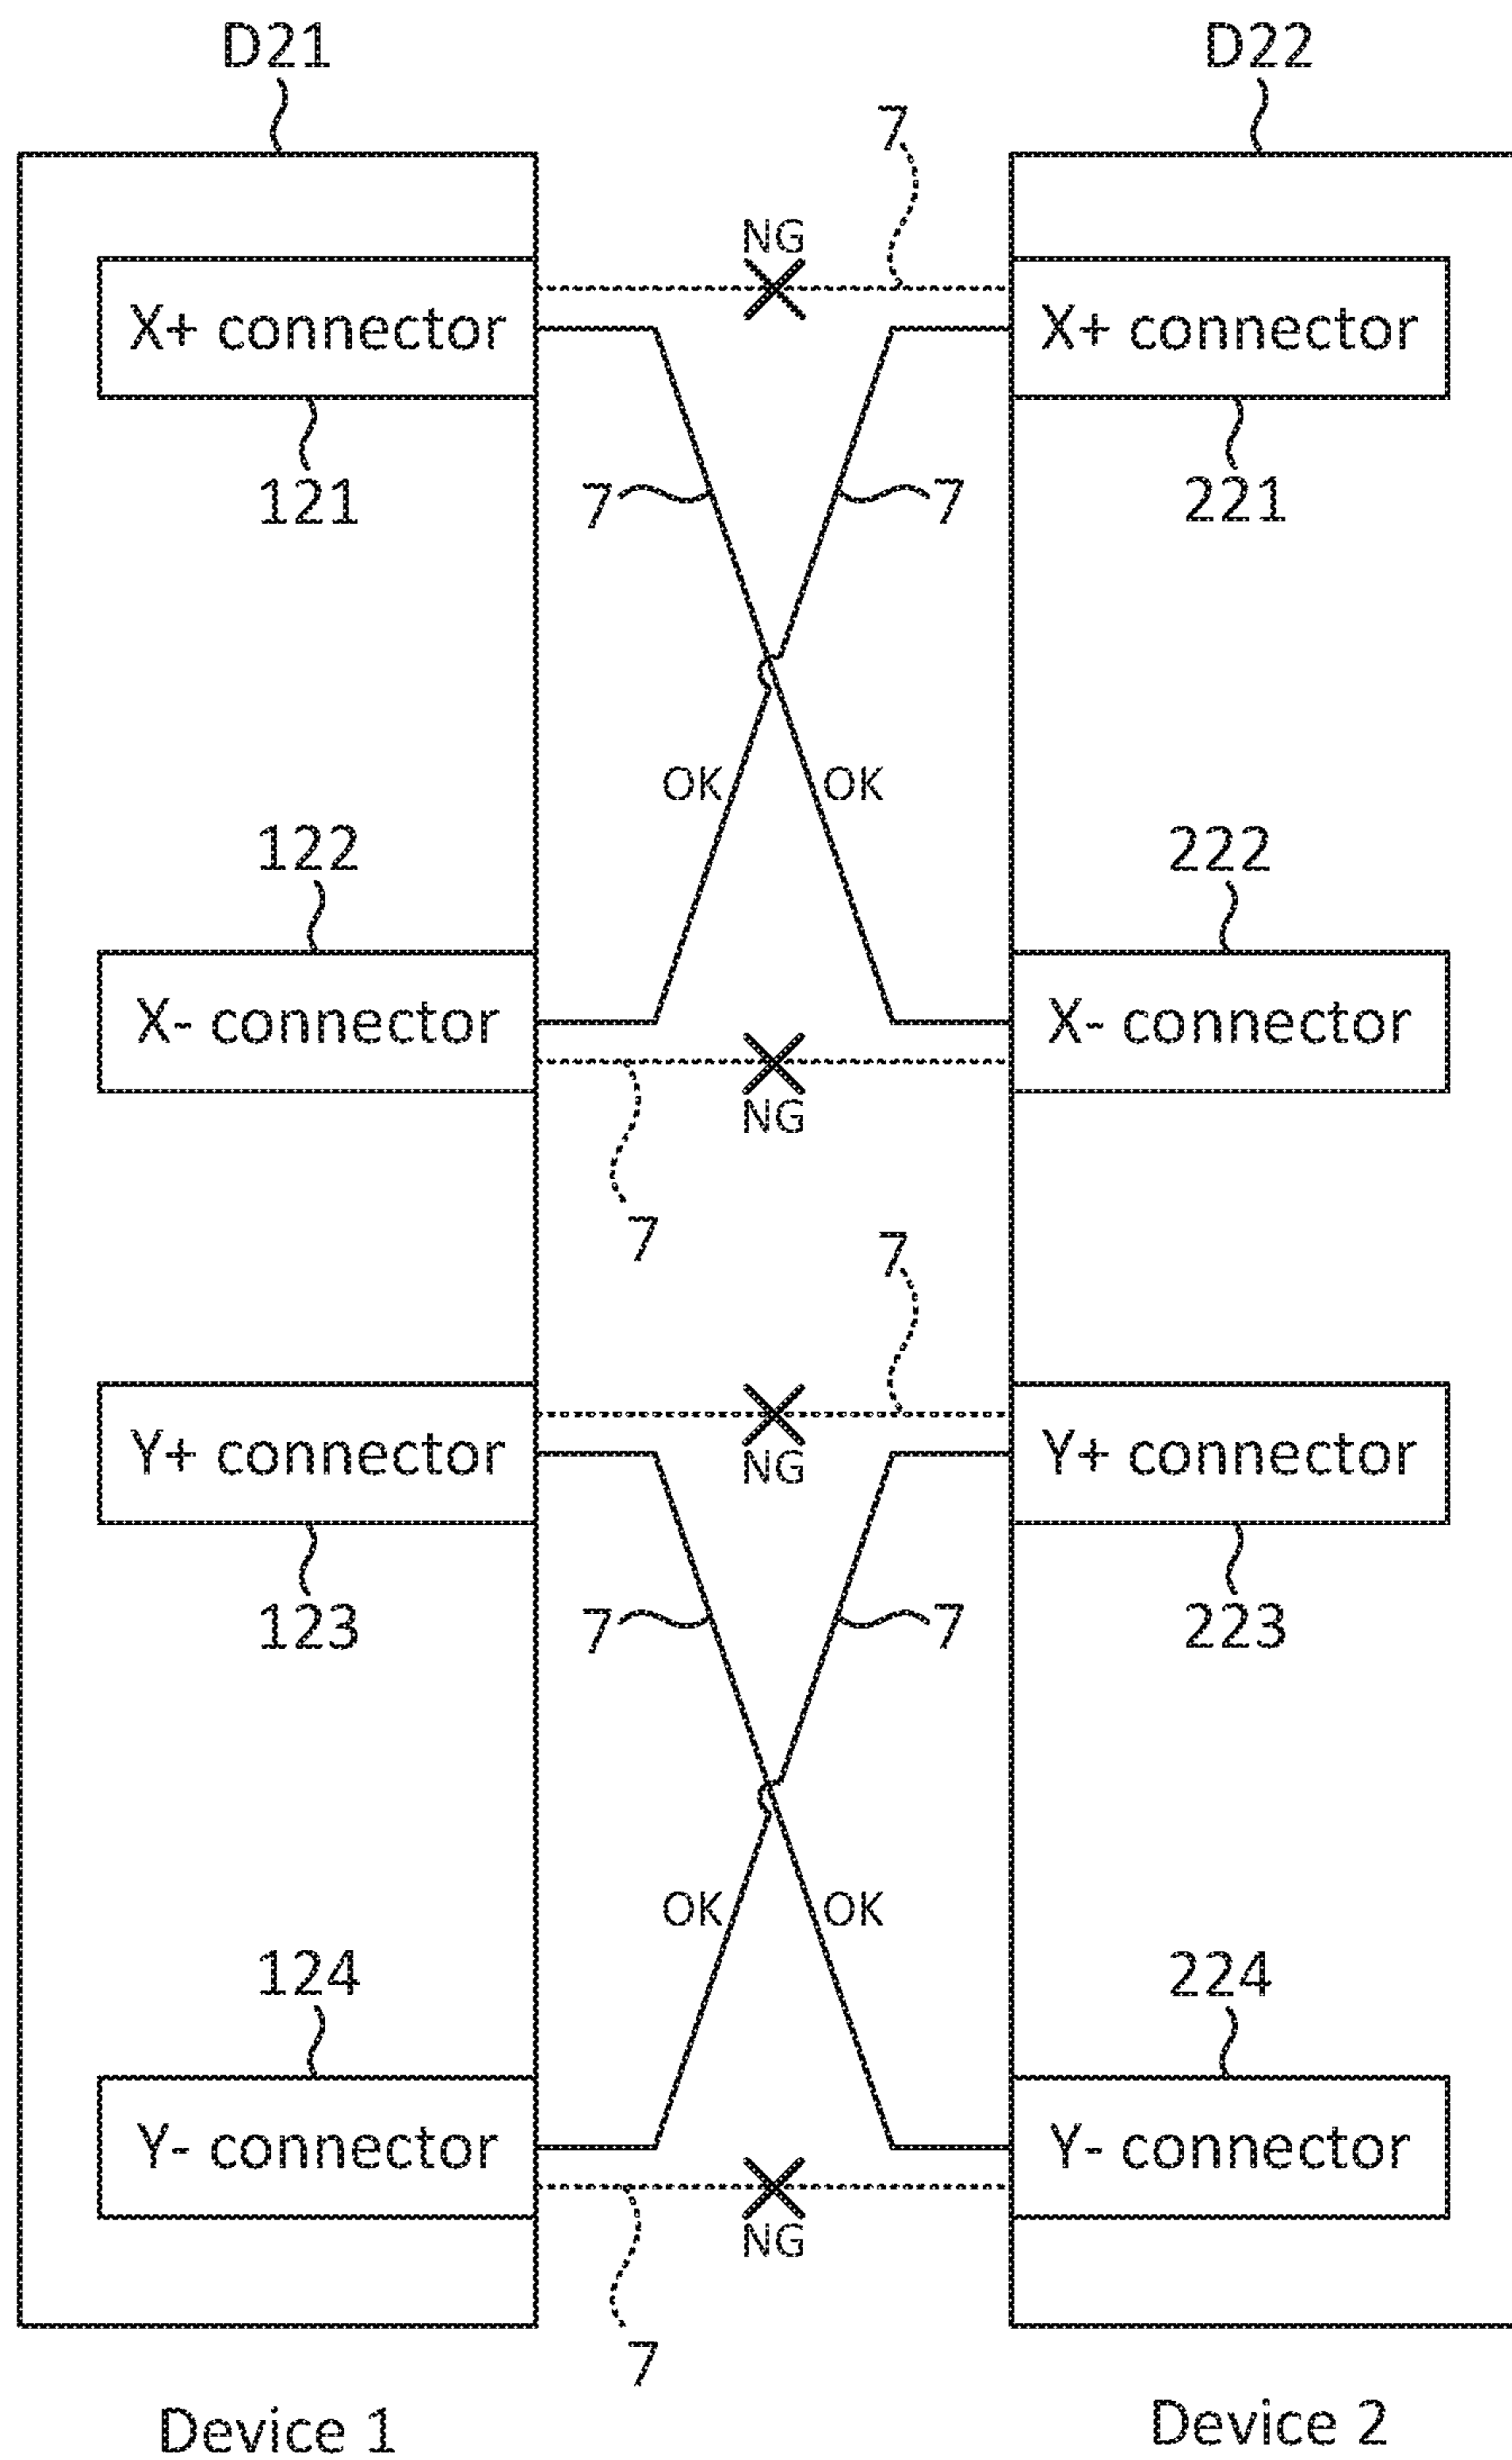 D21 D22
7
NG
X+ connector X+ connector
121 7 7 221
OK OK
122 222
X- connector X- connector
NG
7 7
Y+ connector NG Y+ connector
123 7 7 223
OK OK
124 224
Y- connector Y- connector
NG
7
Device 1 Device 2